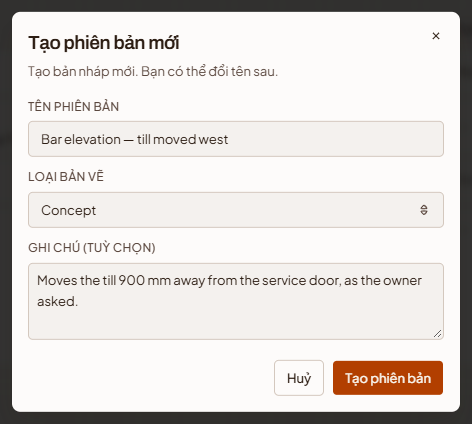 Tạo phiên bản mới
×
Tạo bản nháp mới. Bạn có thể đổi tên sau.
TÊN PHIÊN BẢN
Bar elevation — till moved west
LOẠI BẢN VẼ
Concept
GHI CHÚ (TUỲ CHỌN)
Moves the till 900 mm away from the service door, as the owner
asked.
Huỷ
Tạo phiên bản